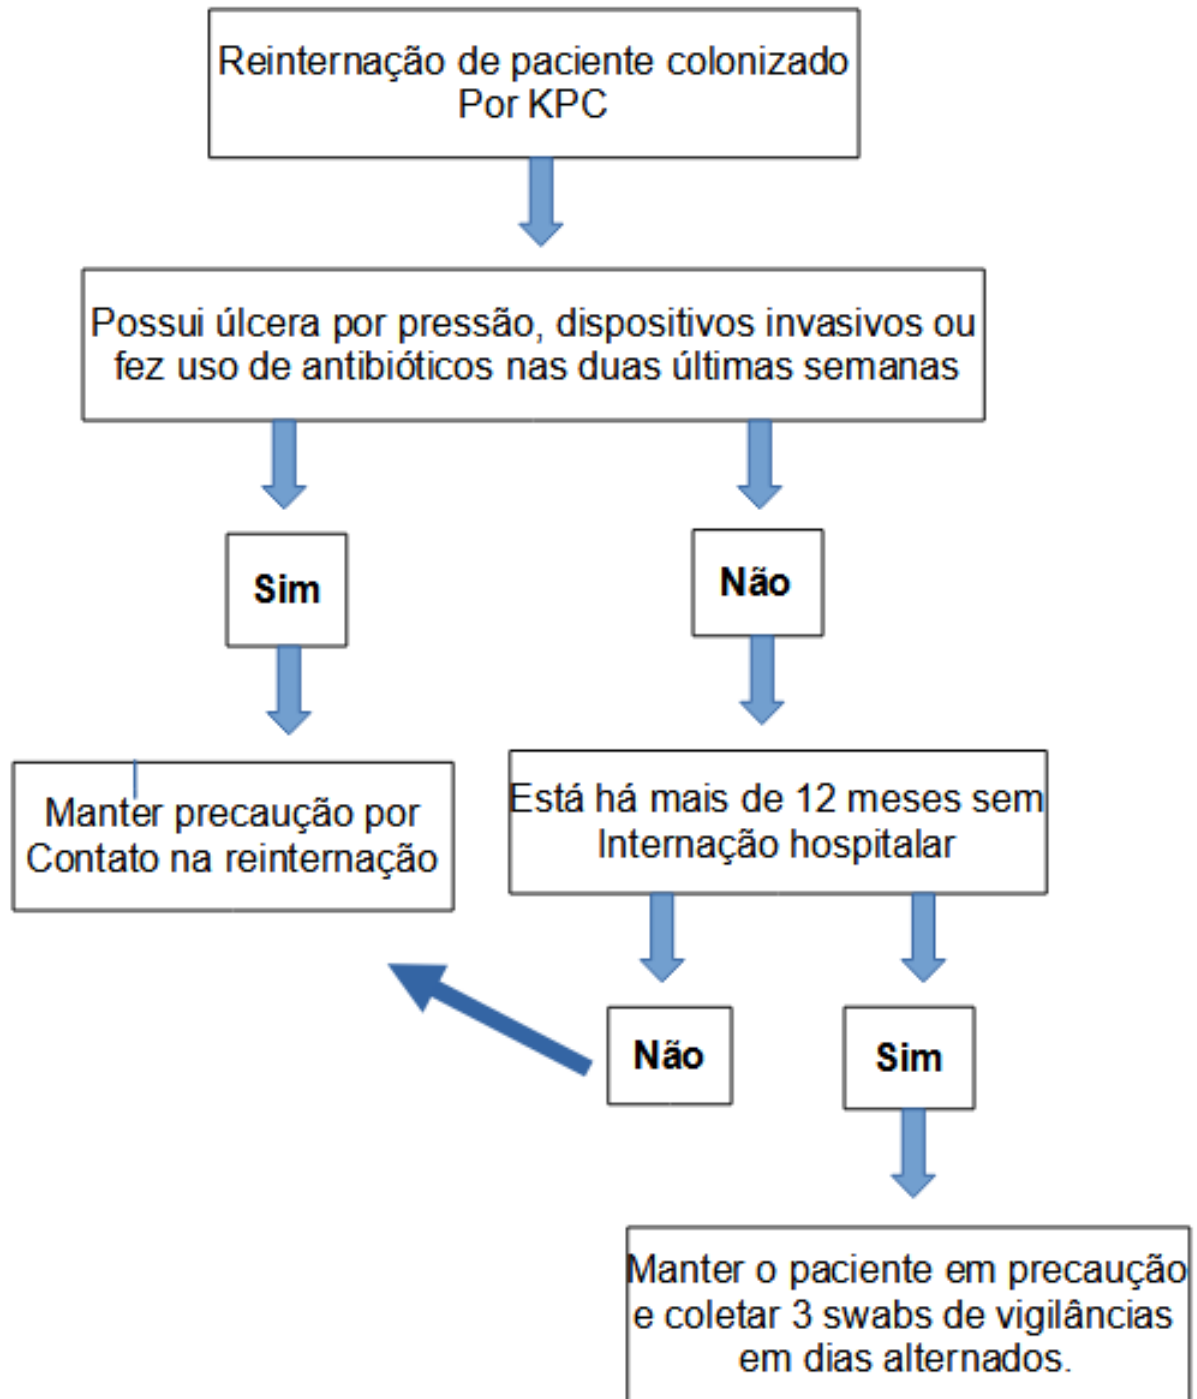 Reinternação de paciente colonizado
Por KPC
Possui úlcera por pressão, dispositivos invasivos ou
fez uso de antibióticos nas duas últimas semanas
Sim
Não
Manter precaução por
Contato na reinternação
Está há mais de 12 meses sem
Internação hospitalar
Não
Sim
Manter o paciente em precaução
e coletar 3 swabs de vigilâncias
em dias alternados.